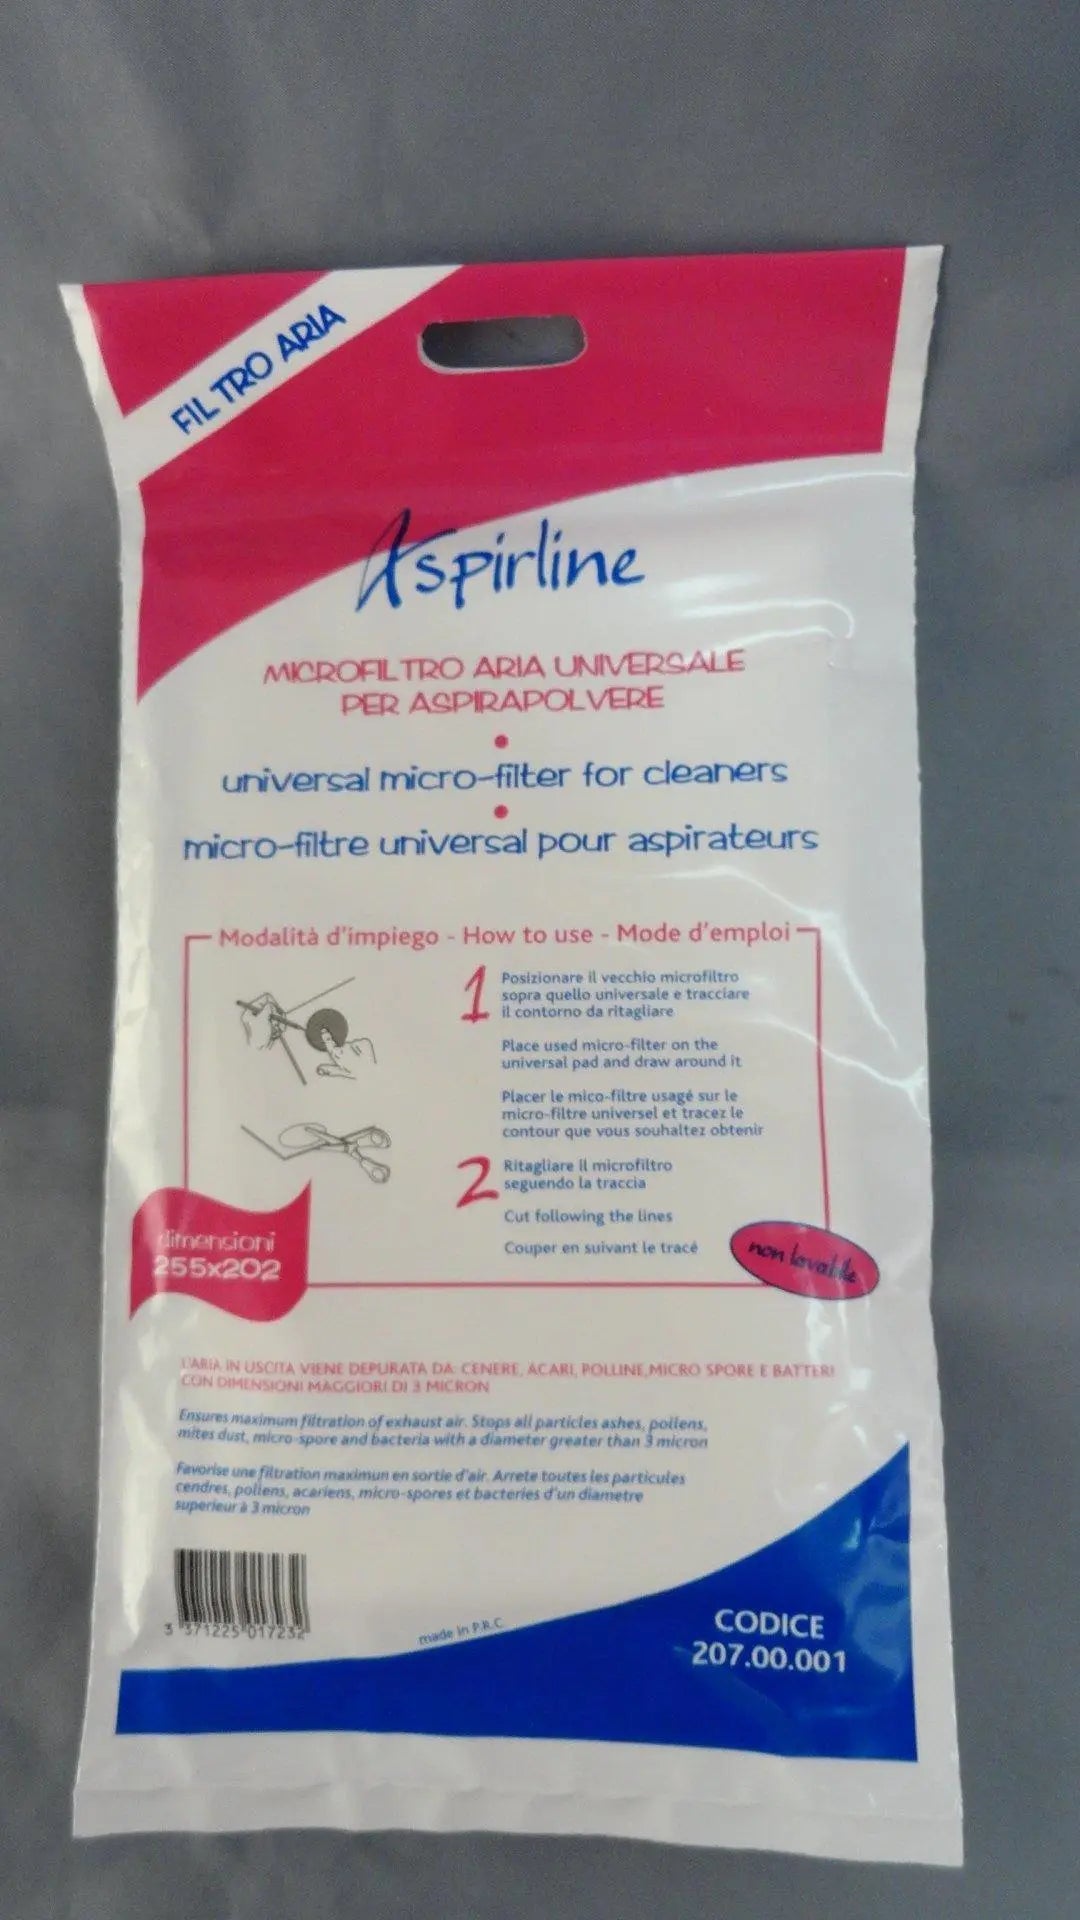 FILTRO ARIA
Aspirline
MICROFILTRO ARIA UNIVERSALE
PER ASPIRAPOLVERE
universal micro-filter for cleaners
micro-filtre universal pour aspirateurs
Modalità d'impiego - How to use - Mode d'emploi
1
Posizionare il vecchio microfiltro
sopra quello universale e tracciare
il contorno da ritagliare
Place used micro-filter on the
universal pad and draw around it
Placer le mico-filtre usagé sur le
micro-filtre universel et tracez le
contour que vous souhaltez obtenir
2
Ritagliare il microfiltro
seguendo la traccia
Cut following the lines
Couper en suivant le tracé
dimensioni
255x202
non lavabile
L'ARIA IN USCITA VIENE DEPURATA DA: CENERE, ACARI, POLLINE, MICRO SPORE E BATTERI
CON DIMENSIONI MAGGIORI DI 3 MICRON
Ensures maximum filtration of exhaust air. Stops all particles ashes, pollens,
mites dust, micro-spore and bacteria with a diameter greater than 3 micron
Favorise une filtration maximun en sortie d'air. Arrete toutes les particules
cendres, pollens, acariens, micro-spores et bacteries d'un diametre
superieur à 3 micron
3 371225 017232
made in P.R.C.
CODICE
207.00.001